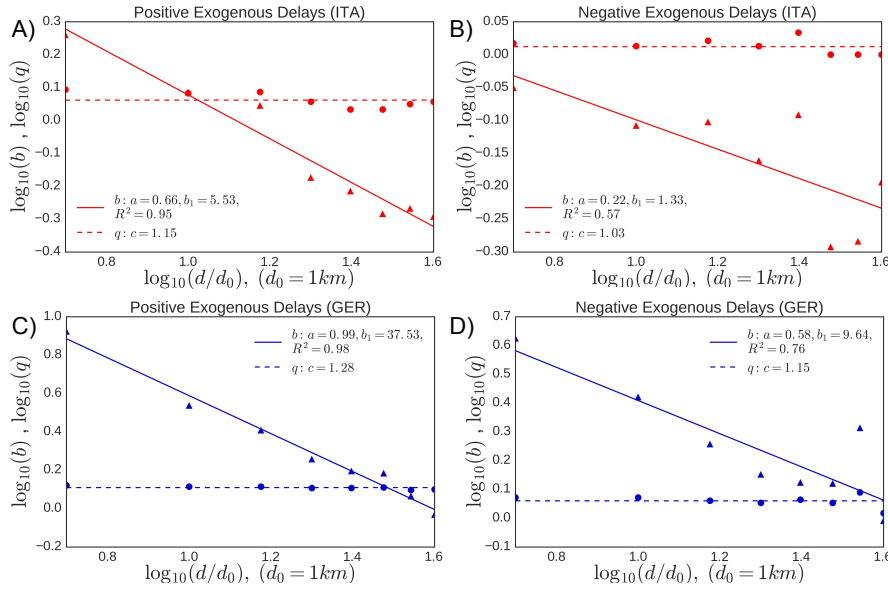 A)
Positive Exogenous Delays (ITA)
0.3
0.2
0.1
0.0
−0.1
−0.2
−0.3
−0.4
log₁₀(b) , log₁₀(q)
b: a = 0.66, b₁ = 5.53,
R² = 0.95
q: c = 1.15
1.0 1.2 1.4 1.6
log₁₀(d/d₀), (d₀ = 1km)
B)
Negative Exogenous Delays (ITA)
0.10
0.05
0.00
−0.05
−0.10
−0.15
−0.20
−0.25
−0.30
log₁₀(b) , log₁₀(q)
b: a = 0.22, b₁ = 1.33,
R² = 0.57
q: c = 1.03
1.0 1.2 1.4 1.6
log₁₀(d/d₀), (d₀ = 1km)
C)
Positive Exogenous Delays (GER)
1.0
0.8
0.6
0.4
0.2
0.0
−0.2
log₁₀(b) , log₁₀(q)
b: a = 0.99, b₁ = 37.53,
R² = 0.98
q: c = 1.28
1.0 1.2 1.4 1.6
log₁₀(d/d₀), (d₀ = 1km)
D)
Negative Exogenous Delays (GER)
0.7
0.6
0.5
0.4
0.3
0.2
0.1
0.0
−0.1
log₁₀(b) , log₁₀(q)
b: a = 0.58, b₁ = 9.64,
R² = 0.76
q: c = 1.15
1.0 1.2 1.4 1.6
log₁₀(d/d₀), (d₀ = 1km)